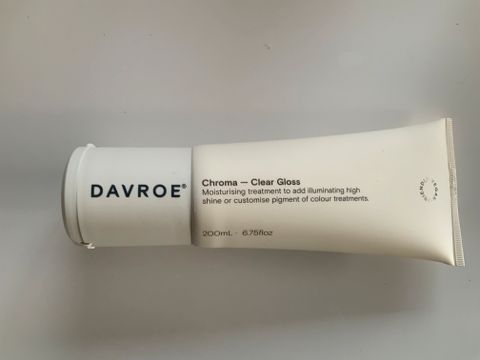 DAVROE®
Chroma — Clear Gloss
Moisturising treatment to add illuminating high
shine or customise pigment of colour treatments.
200mL · 6.75floz